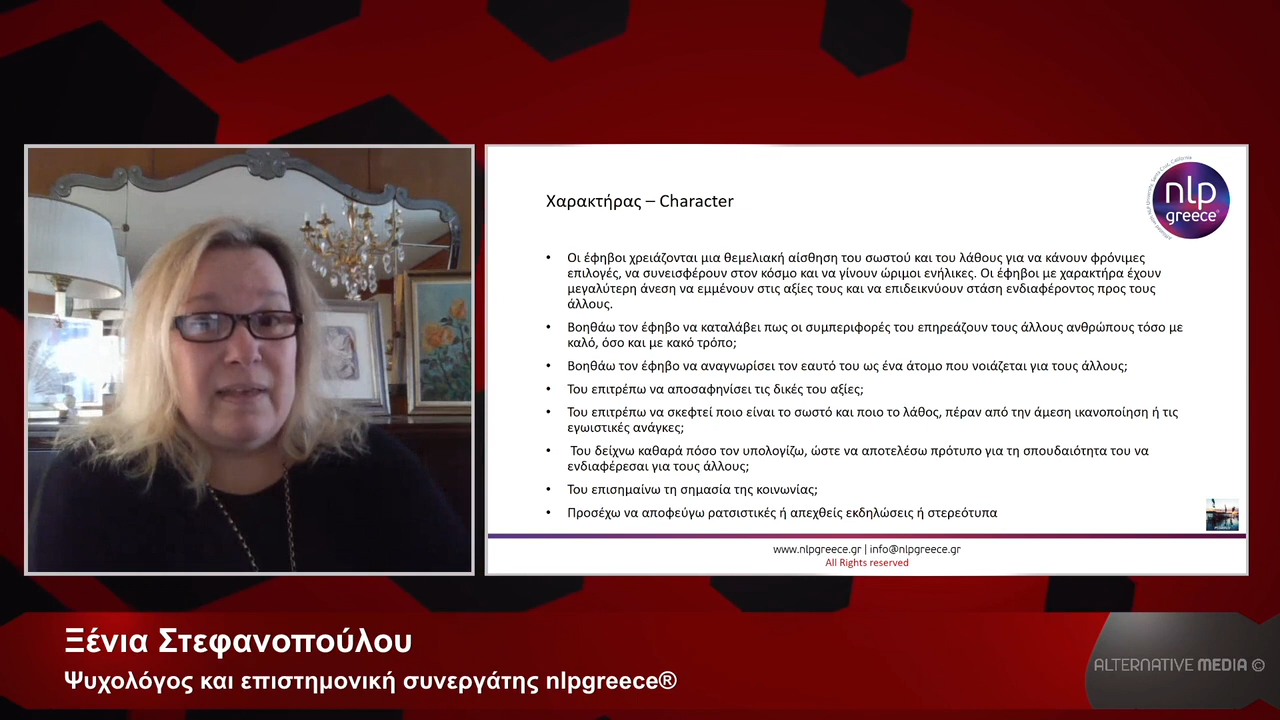 Χαρακτήρας – Character
nlp
greece®
• Οι έφηβοι χρειάζονται μια θεμελιακή αίσθηση του σωστού και του λάθους για να κάνουν φρόνιμες
επιλογές, να συνεισφέρουν στον κόσμο και να γίνουν ώριμοι ενήλικες. Οι έφηβοι με χαρακτήρα έχουν
μεγαλύτερη άνεση να εμμένουν στις αξίες τους και να επιδεικνύουν στάση ενδιαφέροντος προς τους
άλλους.
• Βοηθάω τον έφηβο να καταλάβει πως οι συμπεριφορές του επηρεάζουν τους άλλους ανθρώπους τόσο με
καλό, όσο και με κακό τρόπο;
• Βοηθάω τον έφηβο να αναγνωρίσει τον εαυτό του ως ένα άτομο που νοιάζεται για τους άλλους;
• Του επιτρέπω να αποσαφηνίσει τις δικές του αξίες;
• Του επιτρέπω να σκεφτεί ποιο είναι το σωστό και ποιο το λάθος, πέραν από την άμεση ικανοποίηση ή τις
εγωιστικές ανάγκες;
• Του δείχνω καθαρά πόσο τον υπολογίζω, ώστε να αποτελέσω πρότυπο για τη σπουδαιότητα του να
ενδιαφέρεσαι για τους άλλους;
• Του επισημαίνω τη σημασία της κοινωνίας;
• Προσέχω να αποφεύγω ρατσιστικές ή απεχθείς εκδηλώσεις ή στερεότυπα
www.nlpgreece.gr | info@nlpgreece.gr
All Rights reserved
Ξένια Στεφανοπούλου
Ψυχολόγος και επιστημονική συνεργάτης nlpgreece®
ALTERNATIVE MEDIA ©